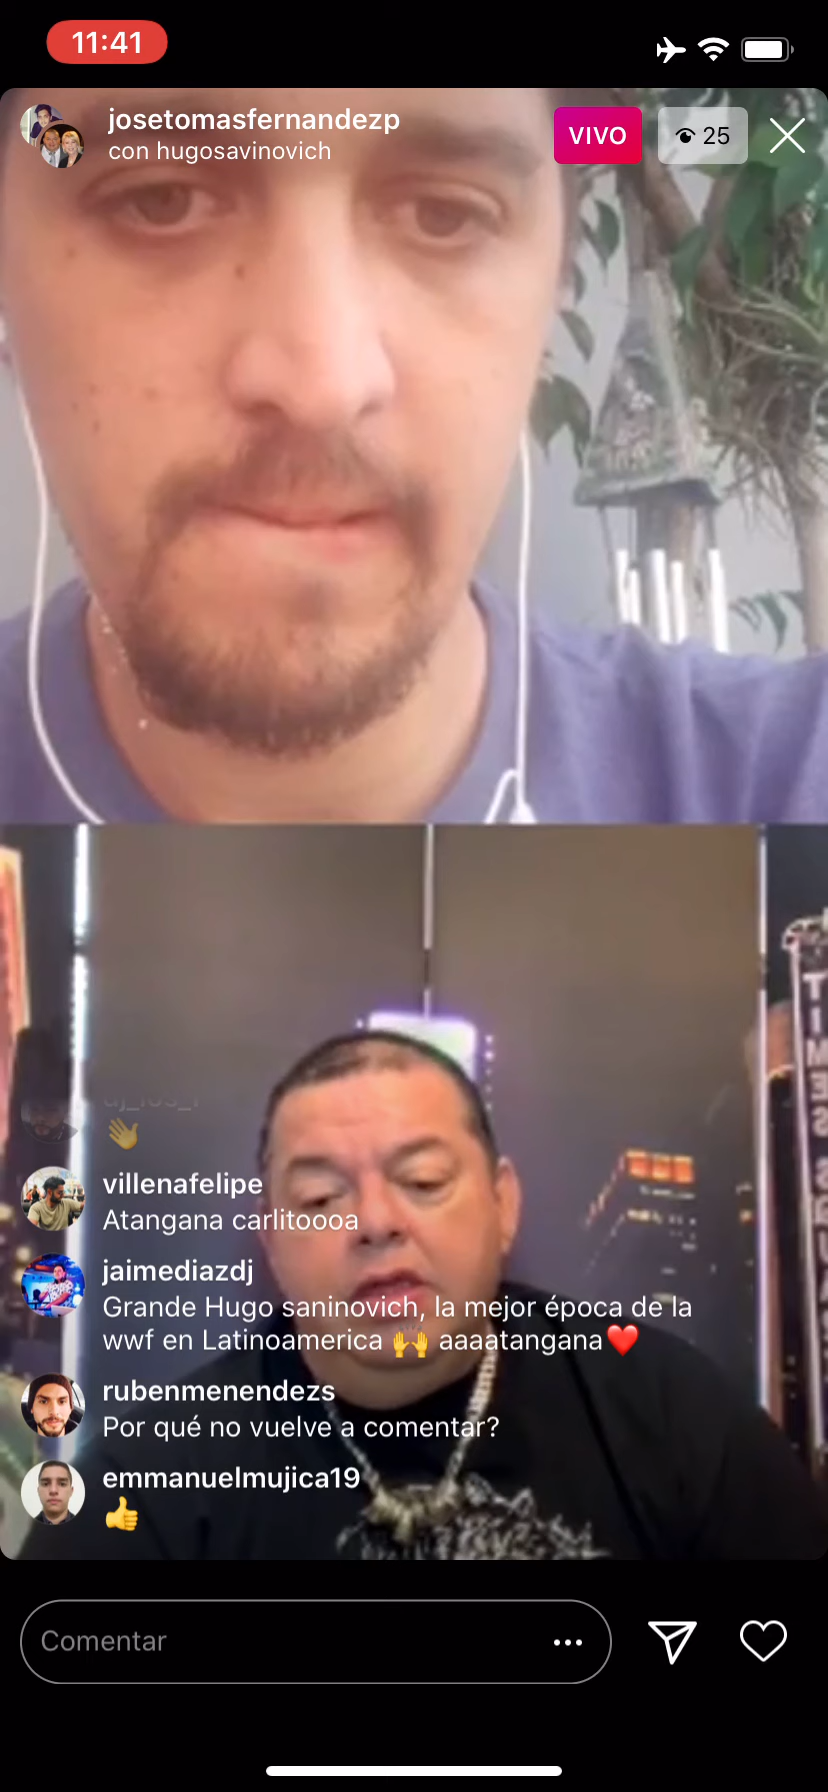 11:41
josetomasfernandezp
con hugosavinovich
VIVO
25
villenafelipe
Atangana carlitoooa
jaimediazdj
Grande Hugo saninovich, la mejor época de la
wwf en Latinoamerica 🙌 aaaatangana❤️
rubenmenendezs
Por qué no vuelve a comentar?
emmanuelmujica19
👍
Comentar